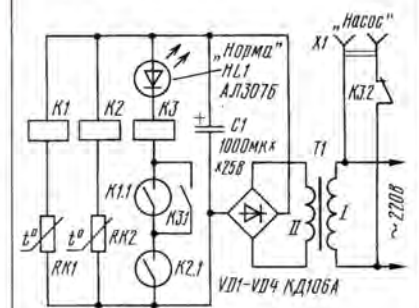 „Насос"
X1
„Норма"
HL1
АЛ307Б
K1
K2
K3
K3.2
C1
1000мк×
×25В
T1
K1.1
K3.1
II
I
~220В
t°
RK1
t°
RK2
K2.1
VD1-VD4 КД106А